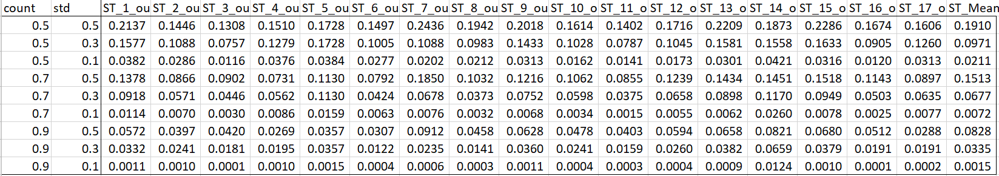 count std ST_1_ou ST_2_ou ST_3_ou ST_4_ou ST_5_ou ST_6_ou ST_7_ou ST_8_ou ST_9_ou ST_10_o ST_11_o ST_12_o ST_13_o ST_14_o ST_15_o ST_16_o ST_17_o ST_Mean
0.5 0.5 0.2137 0.1446 0.1308 0.1510 0.1728 0.1497 0.2436 0.1942 0.2018 0.1614 0.1402 0.1716 0.2209 0.1873 0.2286 0.1674 0.1606 0.1910
0.5 0.3 0.1577 0.1088 0.0757 0.1279 0.1728 0.1005 0.1088 0.0983 0.1433 0.1028 0.0787 0.1045 0.1581 0.1558 0.1633 0.0905 0.1260 0.0971
0.5 0.1 0.0382 0.0286 0.0116 0.0376 0.0384 0.0277 0.0202 0.0212 0.0313 0.0162 0.0141 0.0173 0.0301 0.0421 0.0316 0.0120 0.0313 0.0211
0.7 0.5 0.1378 0.0866 0.0902 0.0731 0.1130 0.0792 0.1850 0.1032 0.1216 0.1062 0.0855 0.1239 0.1434 0.1451 0.1518 0.1143 0.0897 0.1513
0.7 0.3 0.0918 0.0571 0.0446 0.0562 0.1130 0.0424 0.0678 0.0373 0.0752 0.0598 0.0375 0.0658 0.0898 0.1170 0.0949 0.0503 0.0635 0.0677
0.7 0.1 0.0114 0.0070 0.0030 0.0086 0.0159 0.0063 0.0076 0.0032 0.0068 0.0034 0.0015 0.0055 0.0062 0.0260 0.0078 0.0025 0.0077 0.0072
0.9 0.5 0.0572 0.0397 0.0420 0.0269 0.0357 0.0307 0.0912 0.0458 0.0628 0.0478 0.0403 0.0594 0.0658 0.0821 0.0680 0.0512 0.0288 0.0828
0.9 0.3 0.0332 0.0241 0.0181 0.0195 0.0357 0.0122 0.0235 0.0141 0.0360 0.0241 0.0159 0.0260 0.0382 0.0659 0.0379 0.0191 0.0191 0.0335
0.9 0.1 0.0011 0.0010 0.0001 0.0010 0.0015 0.0004 0.0006 0.0003 0.0011 0.0004 0.0003 0.0004 0.0009 0.0124 0.0010 0.0001 0.0002 0.0015